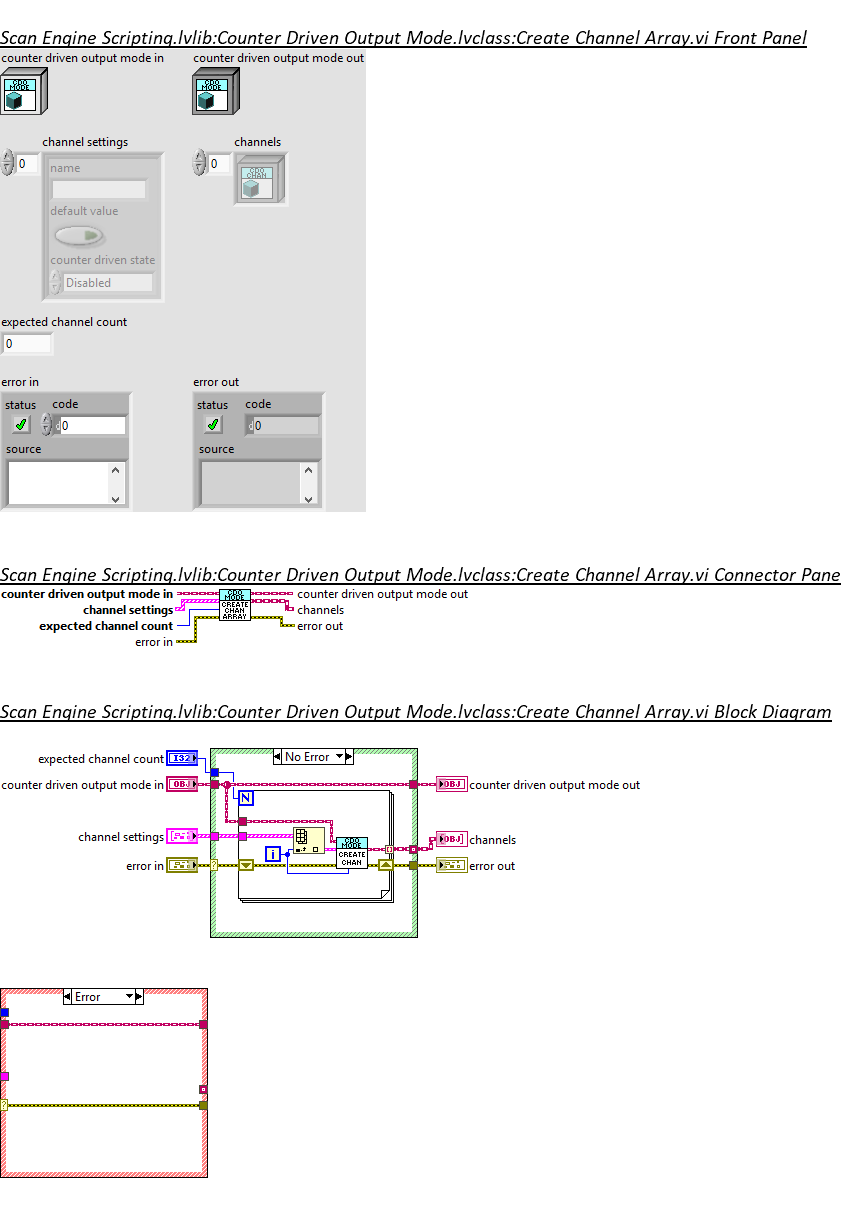 Scan Engine Scripting.lvlib:Counter Driven Output Mode.lvclass:Create Channel Array.vi Front Panel
counter driven output mode in
counter driven output mode out
CDO MODE
CDO MODE
channel settings
channels
0
0
name
CDO CHAN
default value
counter driven state
Disabled
expected channel count
0
error in
error out
status code
status code
d0
d0
source
source
Scan Engine Scripting.lvlib:Counter Driven Output Mode.lvclass:Create Channel Array.vi Connector Pane
counter driven output mode in
CDO MODE
counter driven output mode out
channel settings
CREATE CHAN ARRAY
channels
expected channel count
error out
error in
Scan Engine Scripting.lvlib:Counter Driven Output Mode.lvclass:Create Channel Array.vi Block Diagram
expected channel count
I32
No Error
counter driven output mode in
OBJ
OBJ
counter driven output mode out
N
channel settings
CDO MODE
OBJ
channels
i
CREATE CHAN
error in
?
error out
Error
?